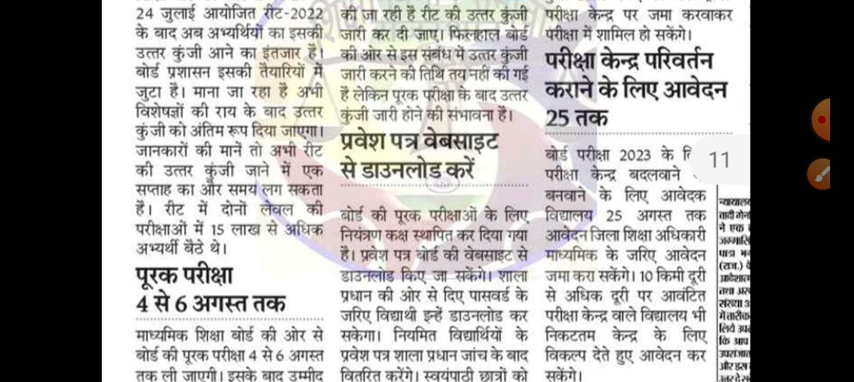 24 जुलाई आयोजित रीट-2022
के बाद अब अभ्यर्थियों का इसकी
उत्तर कुंजी आने का इंतजार है।
बोर्ड प्रशासन इसकी तैयारियों में
जुटा है। माना जा रहा है अभी
विशेषज्ञों की राय के बाद उत्तर
कुंजी को अंतिम रूप दिया जाएगा।
जानकारों की मानें तो अभी रीट
की उत्तर कुंजी जाने में एक
सप्ताह का और समय लग सकता
है। रीट में दोनों लेवल की
परीक्षाओं में 15 लाख से अधिक
अभ्यर्थी बैठे थे।
पूरक परीक्षा
4 से 6 अगस्त तक
माध्यमिक शिक्षा बोर्ड की ओर से
बोर्ड की पूरक परीक्षा 4 से 6 अगस्त
तक ली जाएगी। इसके बाद उम्मीद
की जा रही है रीट की उत्तर कुंजी
जारी कर दी जाए। फिलहाल बोर्ड
की ओर से इस संबंध में उत्तर कुंजी
जारी करने की तिथि तय नहीं की गई
है लेकिन पूरक परीक्षा के बाद उत्तर
कुंजी जारी होने की संभावना है।
प्रवेश पत्र वेबसाइट
से डाउनलोड करें
बोर्ड की पूरक परीक्षाओं के लिए
नियंत्रण कक्ष स्थापित कर दिया गया
है। प्रवेश पत्र बोर्ड की वेबसाइट से
डाउनलोड किए जा सकेंगे। शाला
प्रधान की ओर से दिए पासवर्ड के
जरिए विद्यार्थी इन्हें डाउनलोड कर
सकेगा। नियमित विद्यार्थियों के
प्रवेश पत्र शाला प्रधान जांच के बाद
वितरित करेंगे। स्वयंपाठी छात्रों को
परीक्षा केन्द्र पर जमा करवाकर
परीक्षा में शामिल हो सकेंगे।
परीक्षा केन्द्र परिवर्तन
कराने के लिए आवेदन
25 तक
बोर्ड परीक्षा 2023 के
परीक्षा केन्द्र बदलवाने
बनवाने के लिए आवेदक
विद्यालय 25 अगस्त तक
आवेदन जिला शिक्षा अधिकारी
माध्यमिक के जरिए आवेदन
जमा करा सकेंगे। 10 किमी दूरी
से अधिक दूरी पर आवंटित
परीक्षा केन्द्र वाले विद्यालय भी
निकटतम केन्द्र के लिए
विकल्प देते हुए आवेदन कर
सकेंगे।
11
न्यायालय
ने एक
(राज.)
तथा
संख्या
में तारीख
लिये
कि आप
और इस